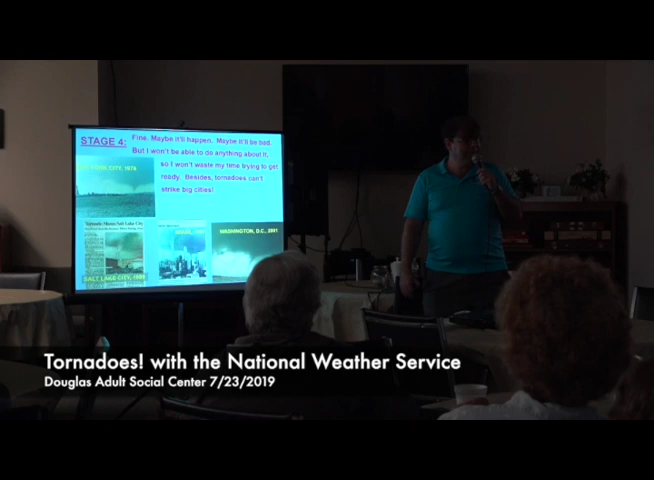 STAGE 4: Fine. Maybe it'll happen. Maybe it'll be bad.
But I won't be able to do anything about it,
so I won't waste my time trying to get
ready. Besides, tornadoes can't
strike big cities!
CITY, 1979
WASHINGTON, D.C., 2001
SALT LAKE CITY,
Tornadoes! with the National Weather Service
Douglas Adult Social Center 7/23/2019